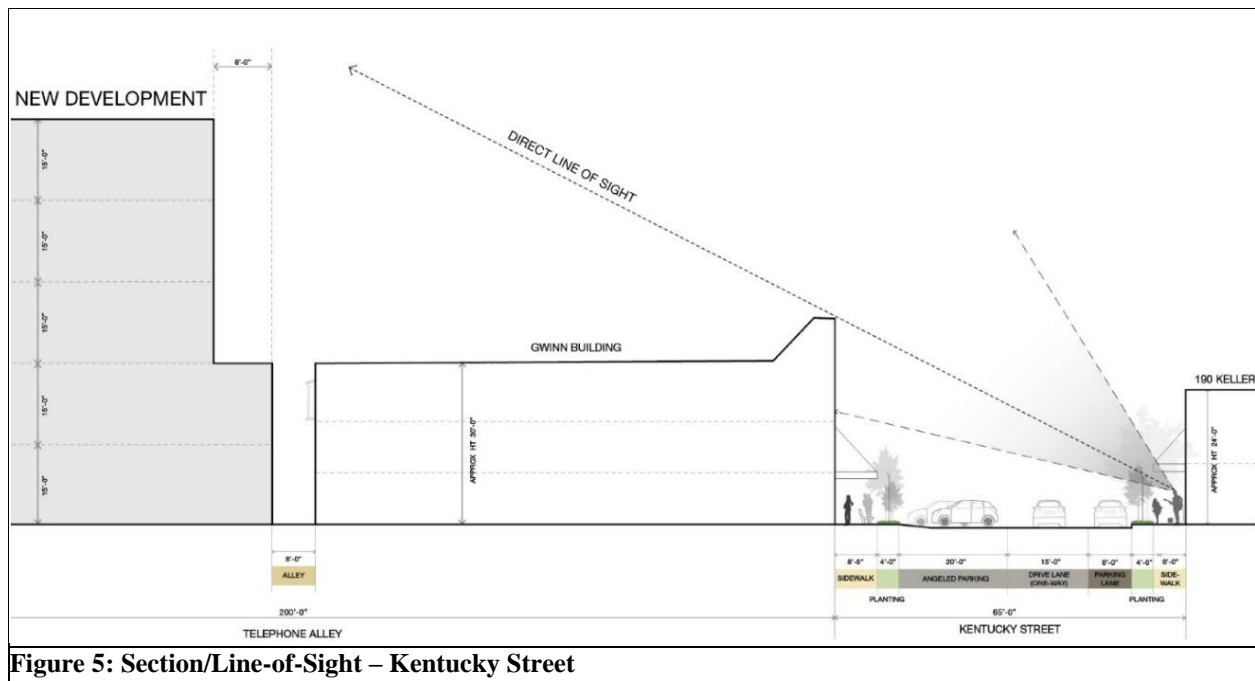 8'-0"
NEW DEVELOPMENT
15'-0"
15'-0"
15'-0"
15'-0"
15'-0"
DIRECT LINE OF SIGHT
GWINN BUILDING
APPROX HT 30'-0"
190 KELLER
APPROX HT 24'-0"
8'-0"
ALLEY
8'-0"
4'-0"
20'-0"
15'-0"
8'-0"
4'-0"
6'-0"
SIDEWALK
ANGELED PARKING
DRIVE LANE
(ONE-WAY)
PARKING
LANE
SIDE-
WALK
PLANTING
PLANTING
200'-0"
65'-0"
TELEPHONE ALLEY
KENTUCKY STREET
Figure 5: Section/Line-of-Sight – Kentucky Street